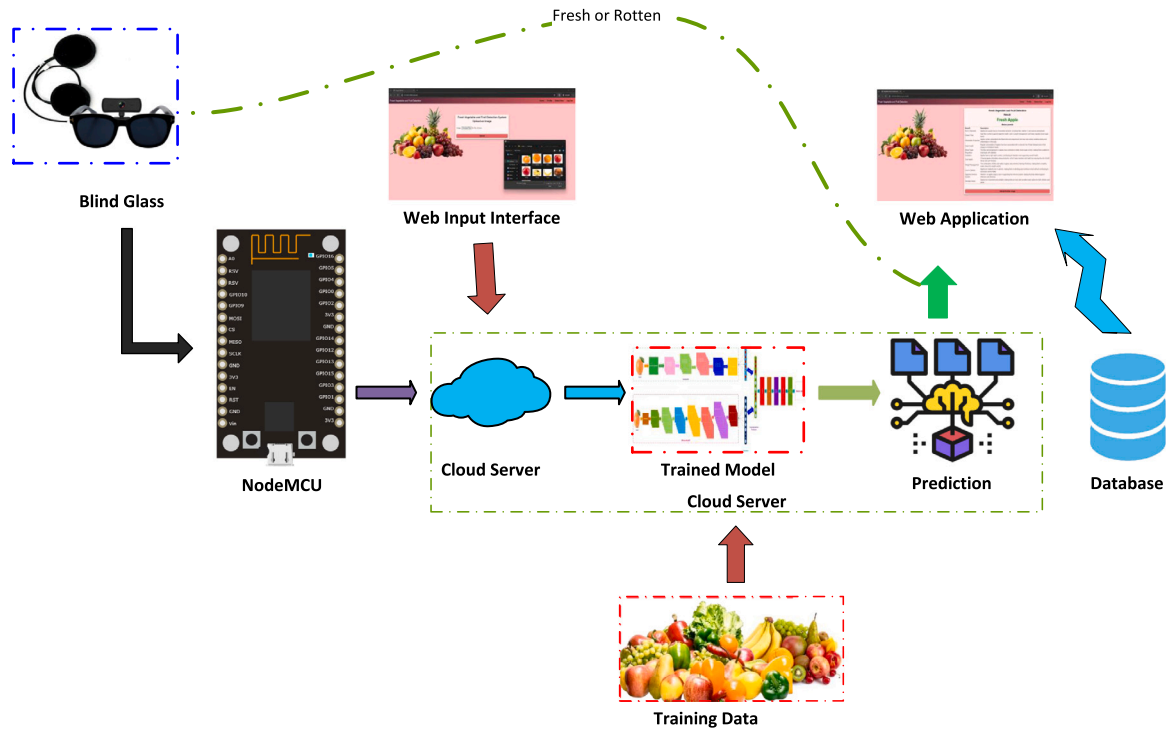 Fresh or Rotten
Blind Glass
Web Input Interface
Fresh Apple
Web Application
A0
RSV
RSV
GPIO10
GPIO9
MOSI
CS
MISO
SCLK
GND
3V3
EN
RST
GND
Vin
GPIO16
GPIO5
GPIO4
GPIO0
GPIO2
3V3
GND
GPIO14
GPIO12
GPIO13
GPIO15
GPIO3
GPIO1
GND
3V3
NodeMCU
Cloud Server
Trained Model
Prediction
Database
Cloud Server
Training Data